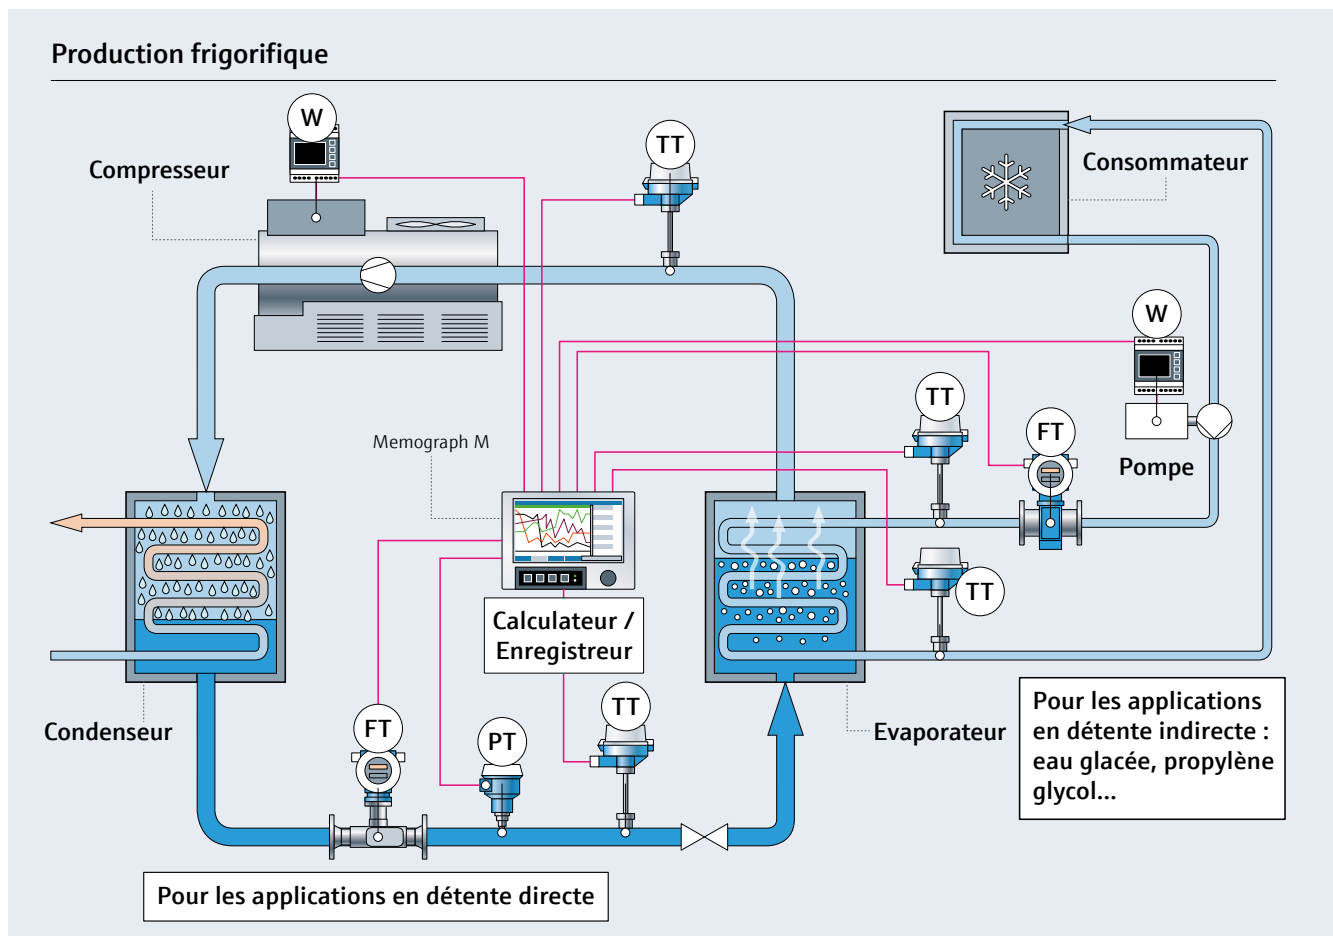 Production frigorifique
W
TT
Compresseur
Consommateur
W
TT
FT
Memograph M
Pompe
TT
Calculateur /
Enregistreur
TT
FT
PT
Condenseur
Evaporateur
Pour les applications
en détente indirecte :
eau glacée, propylène
glycol...
Pour les applications en détente directe